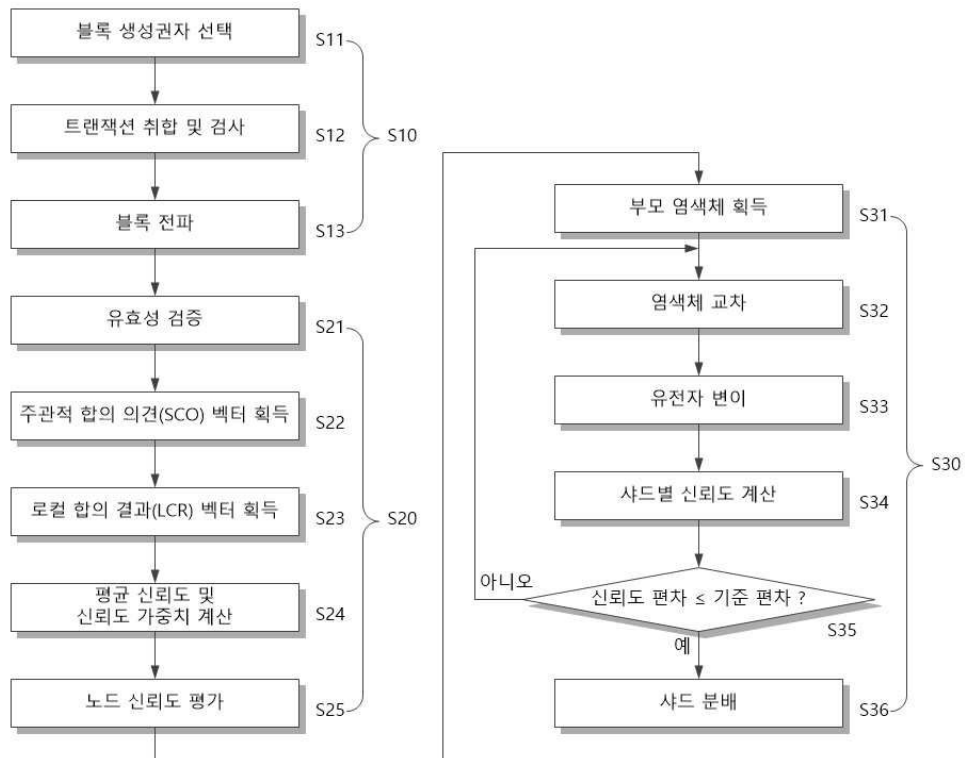 블록 생성권자 선택
S11
트랜잭션 취합 및 검사
S12
S10
블록 전파
S13
유효성 검증
S21
주관적 합의 의견(SCO) 벡터 획득
S22
로컬 합의 결과(LCR) 벡터 획득
S23
S20
평균 신뢰도 및
신뢰도 가중치 계산
S24
노드 신뢰도 평가
S25
부모 염색체 획득
S31
염색체 교차
S32
유전자 변이
S33
S30
샤드별 신뢰도 계산
S34
아니오
신뢰도 편차 ≤ 기준 편차 ?
S35
예
샤드 분배
S36